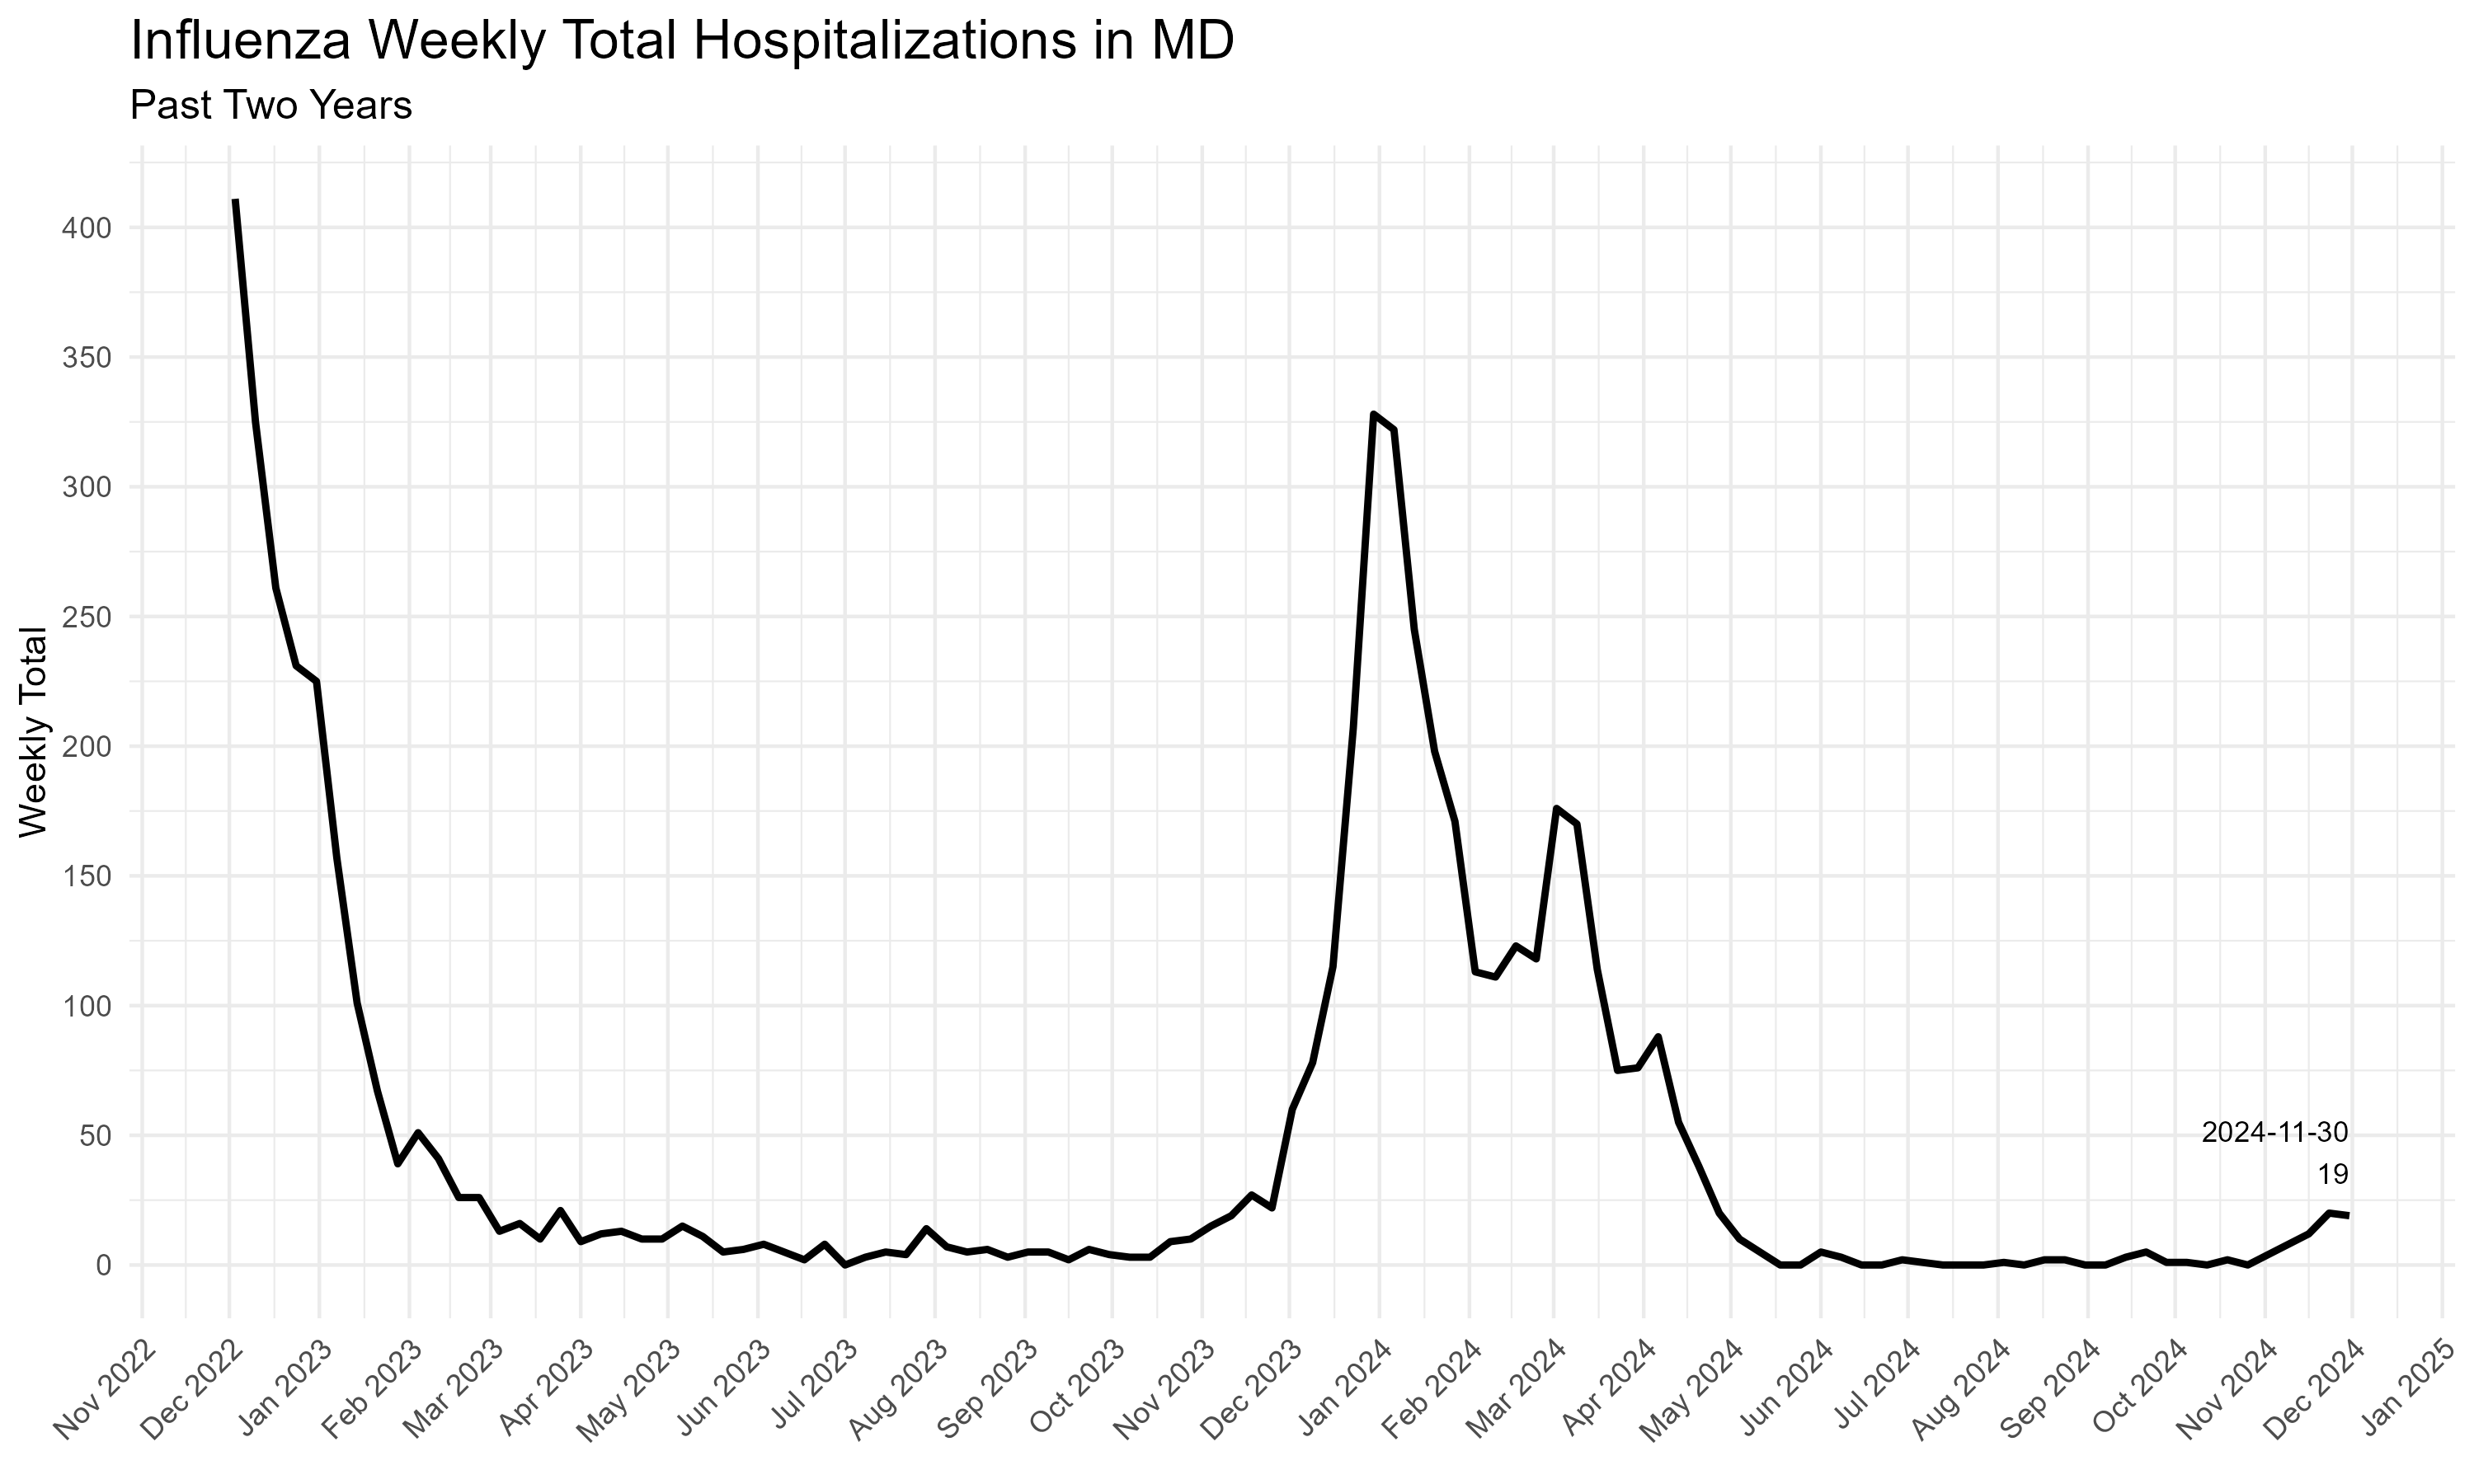 Influenza Weekly Total Hospitalizations in MD
Past Two Years
Weekly Total
400
350
300
250
200
150
100
50
0
2024-11-30
19
Nov 2022
Dec 2022
Jan 2023
Feb 2023
Mar 2023
Apr 2023
May 2023
Jun 2023
Jul 2023
Aug 2023
Sep 2023
Oct 2023
Nov 2023
Dec 2023
Jan 2024
Feb 2024
Mar 2024
Apr 2024
May 2024
Jun 2024
Jul 2024
Aug 2024
Sep 2024
Oct 2024
Nov 2024
Dec 2024
Jan 2025